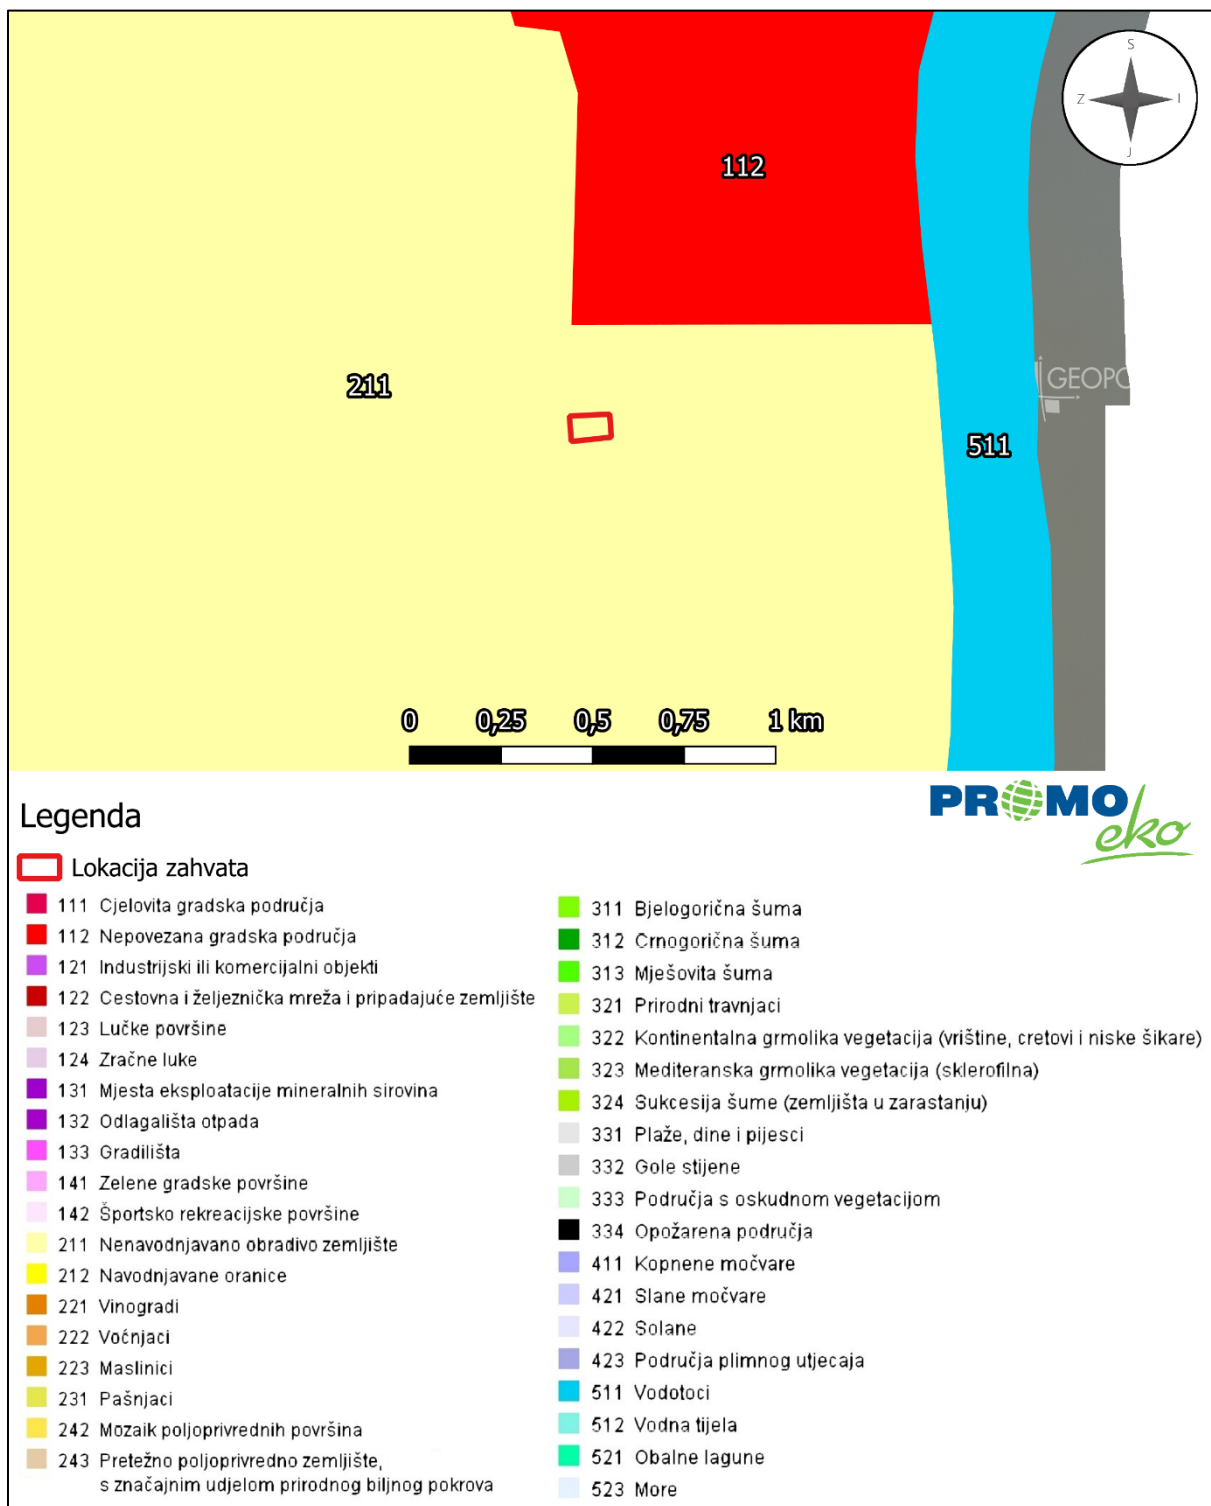 S
Z
I
J
112
211
GEOPO
511
0 0,25 0,5 0,75 1 km
PROMO
eko
Legenda
Lokacija zahvata
111 Cjelovita gradska područja
112 Nepovezana gradska područja
121 Industrijski ili komercijalni objekti
122 Cestovna i željeznička mreža i pripadajuće zemljište
123 Lučke površine
124 Zračne luke
131 Mjesta eksploatacije mineralnih sirovina
132 Odlagališta otpada
133 Gradilišta
141 Zelene gradske površine
142 Športsko rekreacijske površine
211 Nenavodnjavano obradivo zemljište
212 Navodnjavane oranice
221 Vinogradi
222 Voćnjaci
223 Maslinici
231 Pašnjaci
242 Mozaik poljoprivrednih površina
243 Pretežno poljoprivredno zemljište,
s značajnim udjelom prirodnog biljnog pokrova
311 Bjelogorična šuma
312 Crnogorična šuma
313 Mješovita šuma
321 Prirodni travnjaci
322 Kontinentalna grmolika vegetacija (vrištine, cretovi i niske šikare)
323 Mediteranska grmolika vegetacija (sklerofilna)
324 Sukcesija šume (zemljišta u zarastanju)
331 Plaže, dine i pijesci
332 Gole stijene
333 Područja s oskudnom vegetacijom
334 Opožarena područja
411 Kopnene močvare
421 Slane močvare
422 Solane
423 Područja plimnog utjecaja
511 Vodotoci
512 Vodna tijela
521 Obalne lagune
523 More